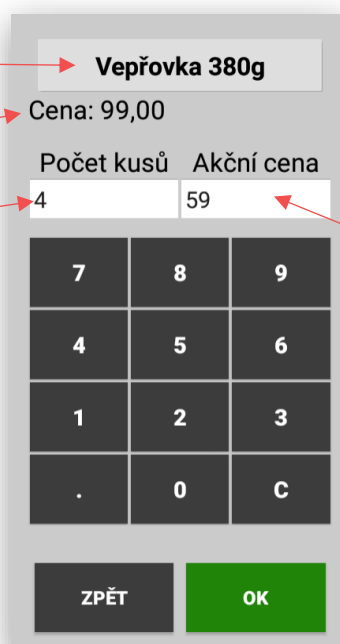 Vepřovka 380g
Cena: 99,00
Počet kusů Akční cena
4 59
7 8 9
4 5 6
1 2 3
. 0 C
ZPĚT OK